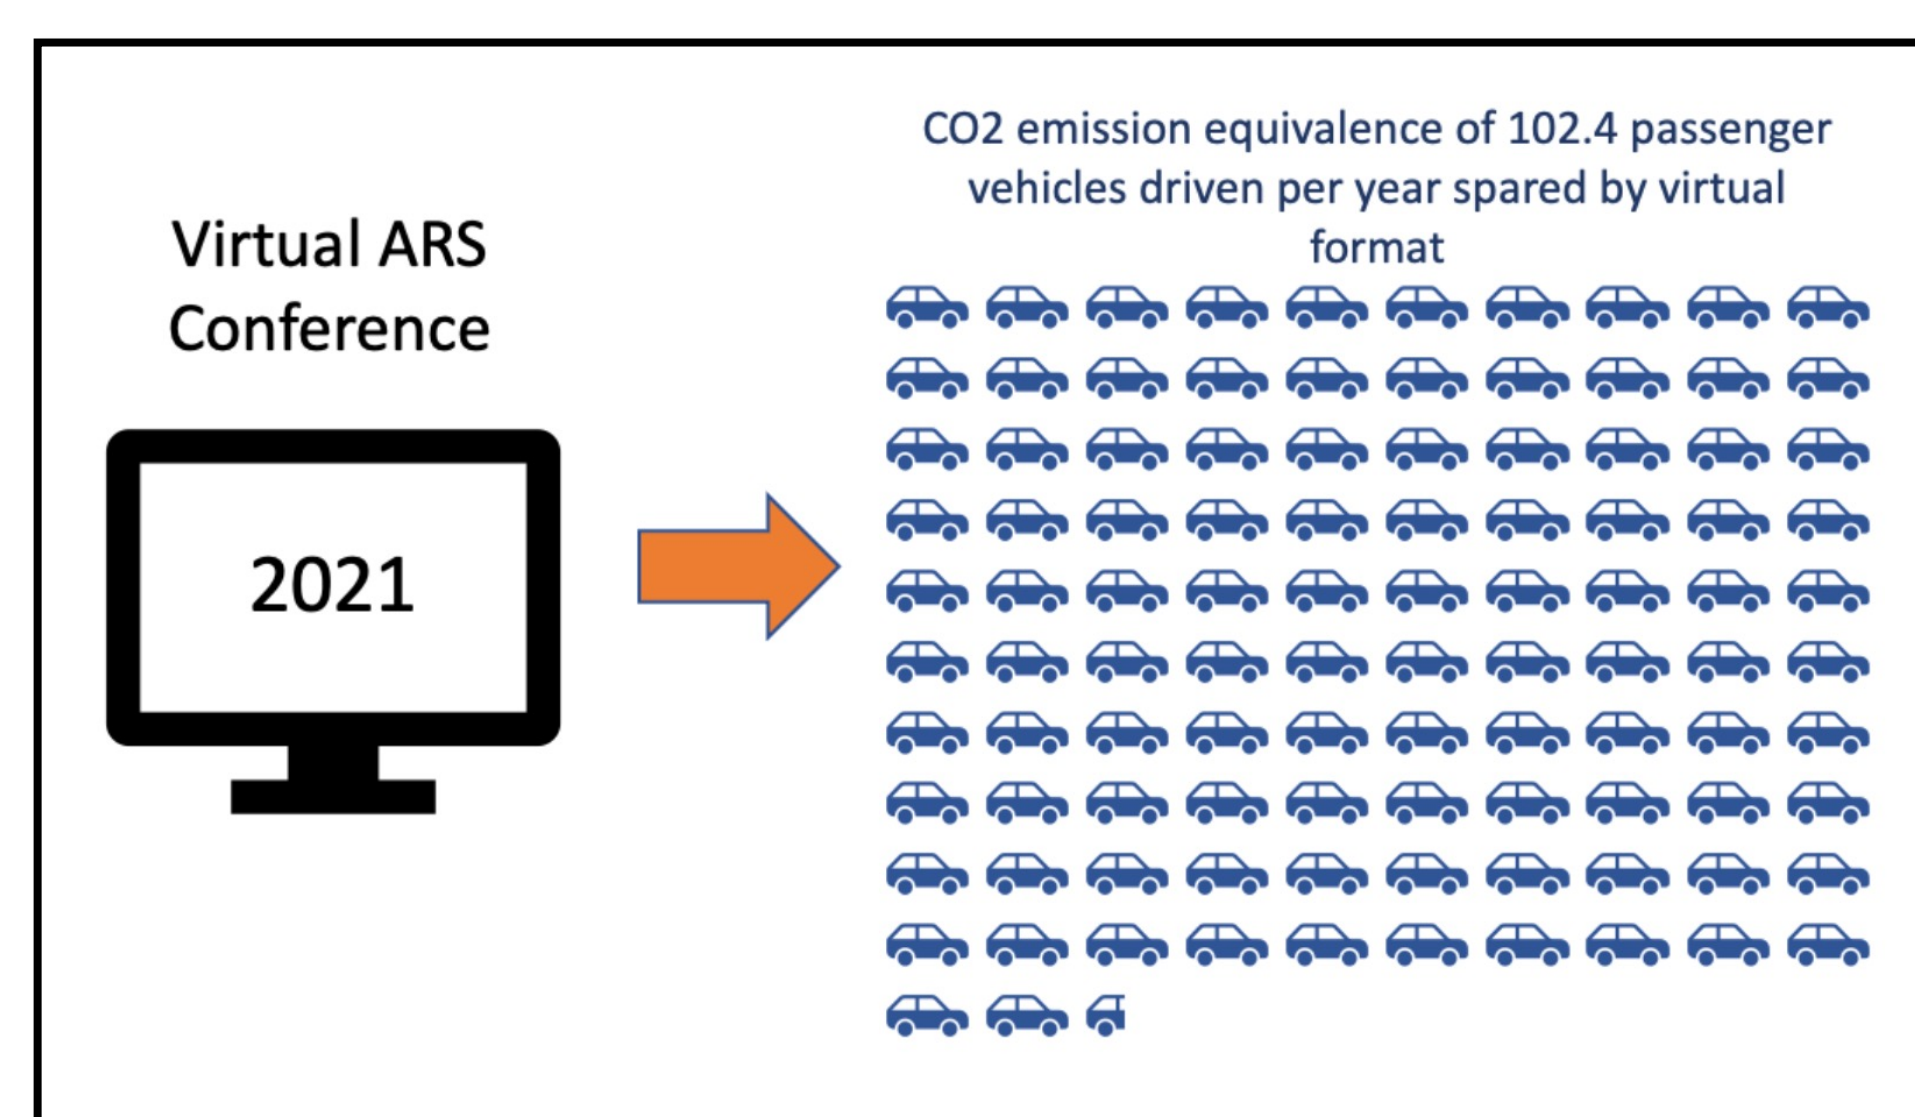 CO2 emission equivalence of 102.4 passenger
vehicles driven per year spared by virtual
format
Virtual ARS
Conference
2021